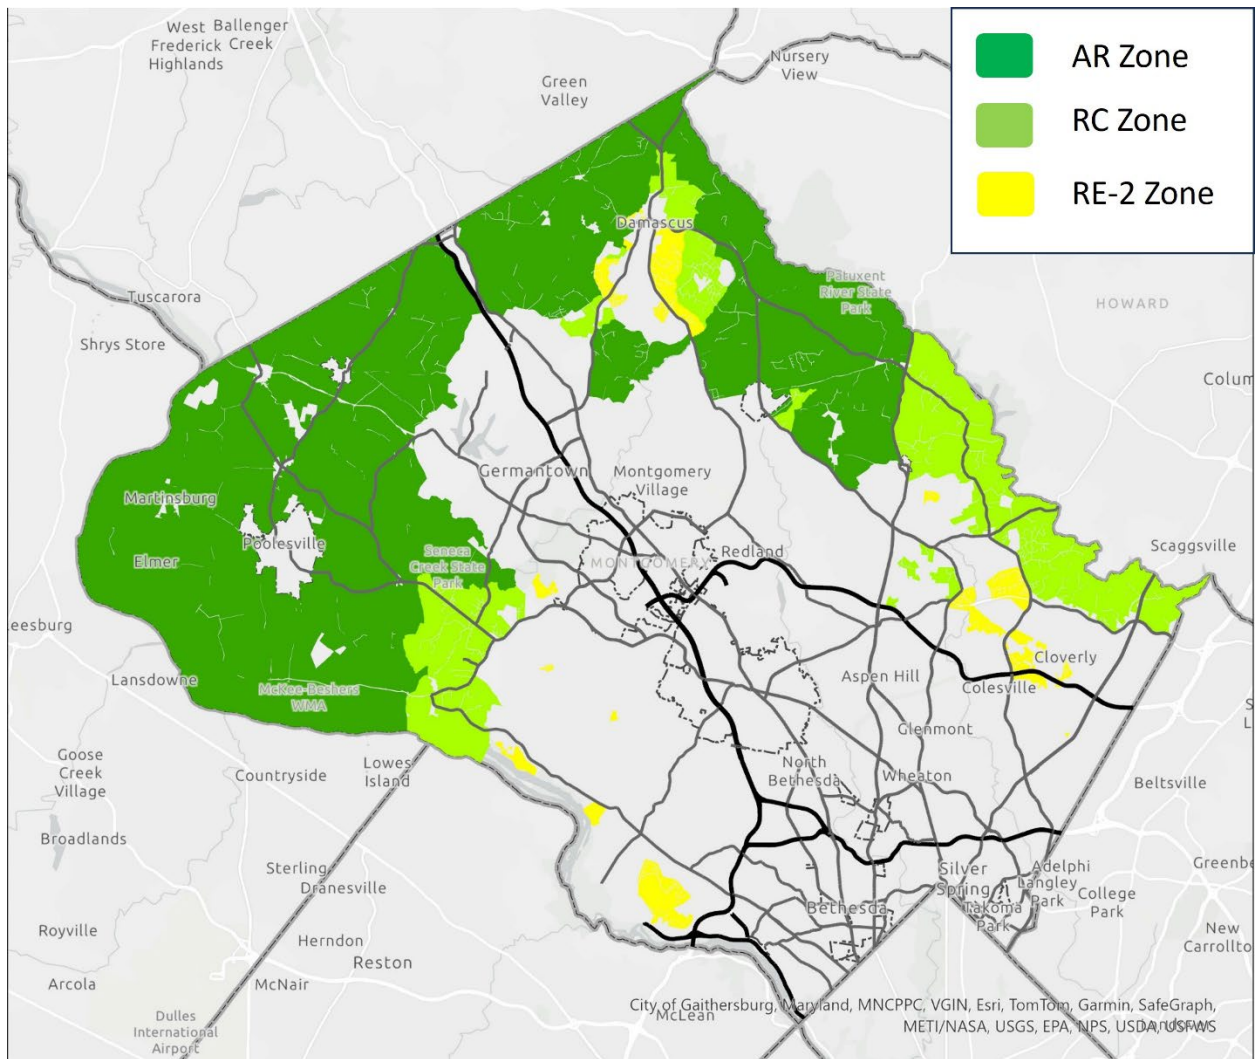 AR Zone
RC Zone
RE-2 Zone
West
Frederick
Highlands
Ballenger
Creek
Nursery
View
Green
Valley
Damascus
Patuxent
River State
Park
HOWARD
Tuscarora
Shrys Store
Colum
Germantown
Montgomery
Village
Martinsburg
Poolesville
Elmer
Seneca
Creek State
Park
MONTGOMERY
Redland
Scaggsville
eesburg
Lansdowne
McKee-Beshers
WMA
Aspen Hill
Cloverly
Colesville
Glenmont
Goose
Creek
Village
Countryside
Lowes
Island
North
Bethesda
Wheaton
Beltsville
Broadlands
Sterling
Dranesville
Silver
Spring
Adelphi
Langley
Park
Greenbe
College
Park
Takoma
Park
Bethesda
Royville
Herndon
Reston
New
Carrollto
Arcola
McNair
Dulles
International
Airport
McLean
City of Gaithersburg, Maryland, MNCPPC, VGIN, Esri, TomTom, Garmin, SafeGraph,
METI/NASA, USGS, EPA, NPS, USDA, USFWS